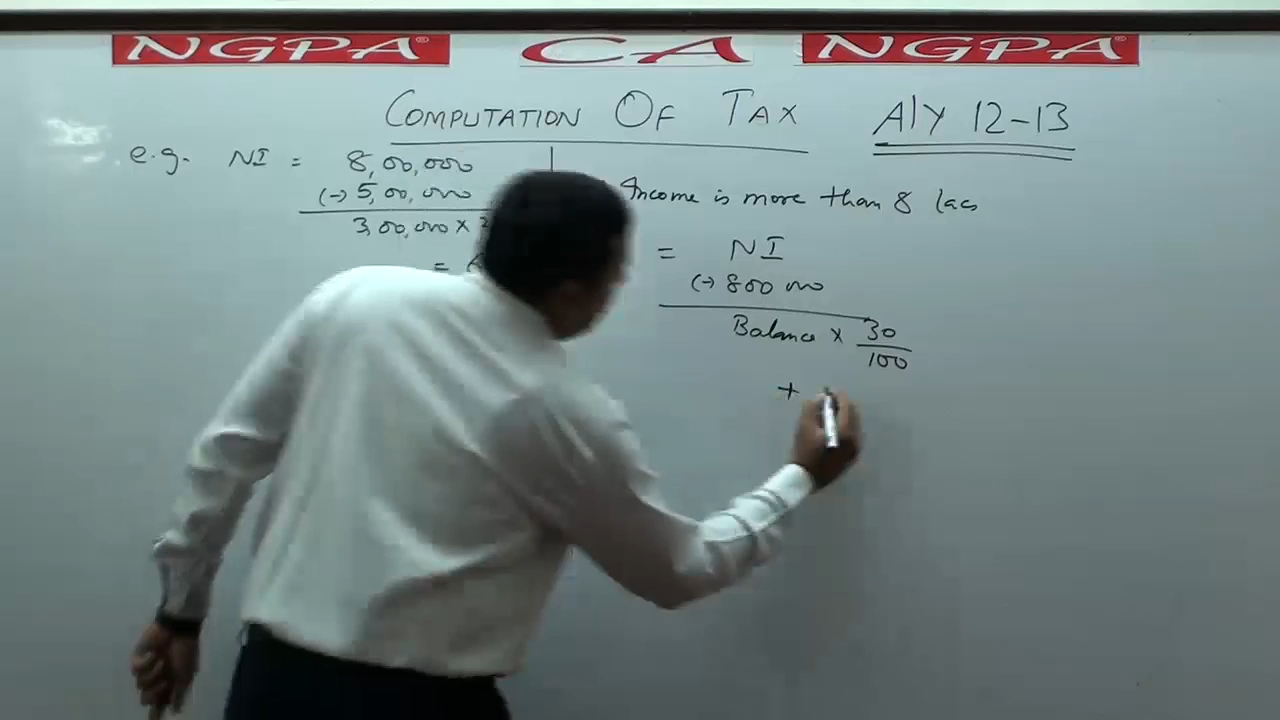 NGPA® CA NGPA®
COMPUTATION OF TAX A/Y 12-13
e.g. NI = 8,00,000
(-) 5,00,000
3,00,000 x
=
Income is more than 8 lacs
= NI
(-) 800 000
Balance x 30
100
+